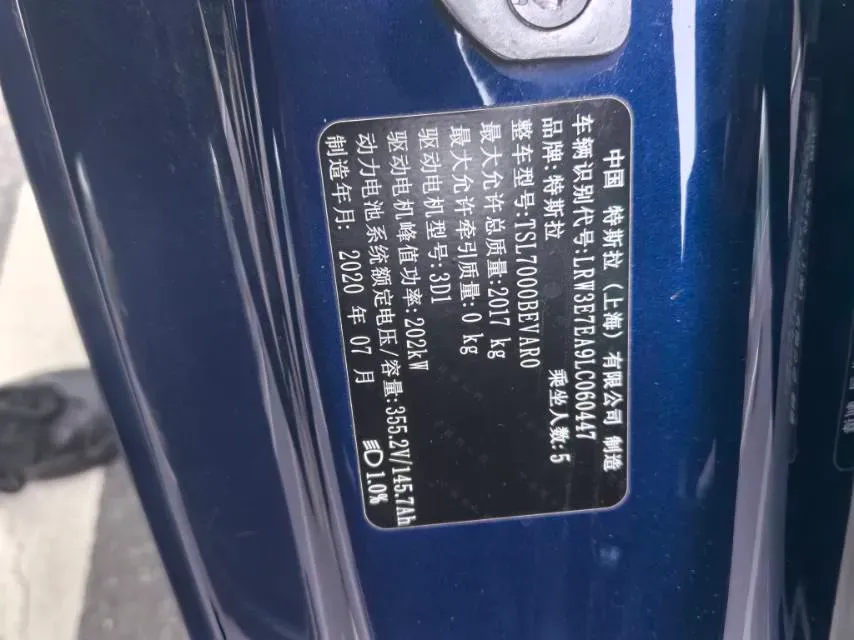 中国 特斯拉（上海）有限公司 制造
车辆识别代号:LRW3E7EA9LC060447
品牌:特斯拉 乘坐人数:5
整车型号:TSL7000BEVAR0
最大允许总质量:2017 kg
最大允许牵引质量:0 kg
驱动电机型号:3D1
驱动电机峰值功率:202kW
动力电池系统额定电压/容量:355.2V/145.7Ah
制造年月: 2020 年 07 月 1.0%